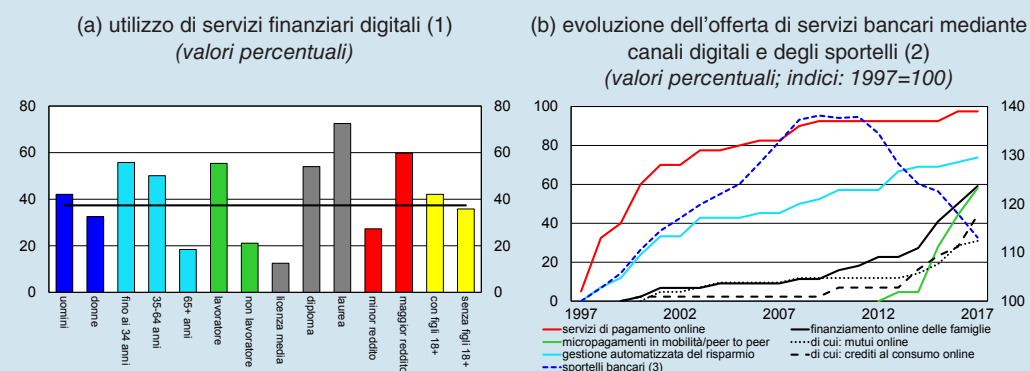 (a) utilizzo di servizi finanziari digitali (1)
(valori percentuali)
80
60
40
20
0
80
60
40
20
0
uomini
donne
fino ai 34 anni
35-64 anni
65+ anni
lavoratore
non lavoratore
licenza media
diploma
laurea
minor reddito
maggior reddito
con figli 18+
senza figli 18+
(b) evoluzione dell'offerta di servizi bancari mediante
canali digitali e degli sportelli (2)
(valori percentuali; indici: 1997=100)
100
80
60
40
20
0
140
130
120
110
100
1997 2002 2007 2012 2017
servizi di pagamento online
micropagamenti in mobilità/peer to peer
gestione automatizzata del risparmio
sportelli bancari (3)
finanziamento online delle famiglie
di cui: mutui online
di cui: crediti al consumo online